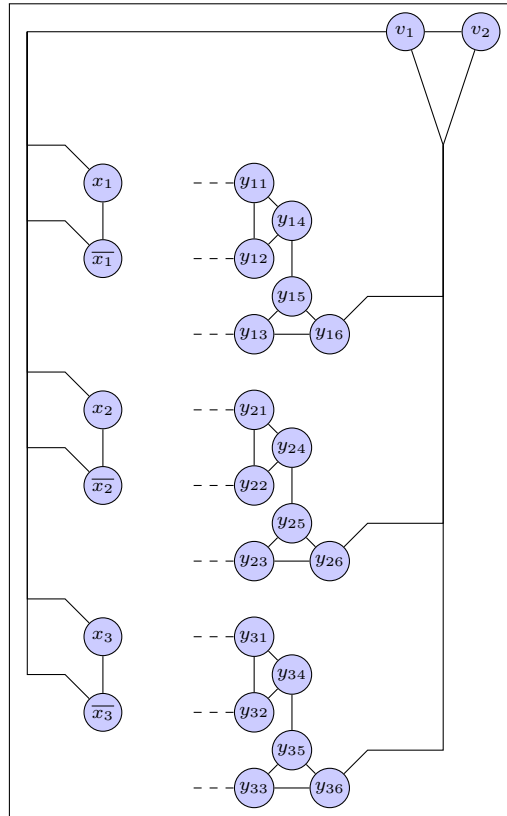 v₁ v₂
x₁ y₁₁
y₁₄
x̅₁ y₁₂
y₁₅
y₁₃ y₁₆
x₂ y₂₁
y₂₄
x̅₂ y₂₂
y₂₅
y₂₃ y₂₆
x₃ y₃₁
y₃₄
x̅₃ y₃₂
y₃₅
y₃₃ y₃₆